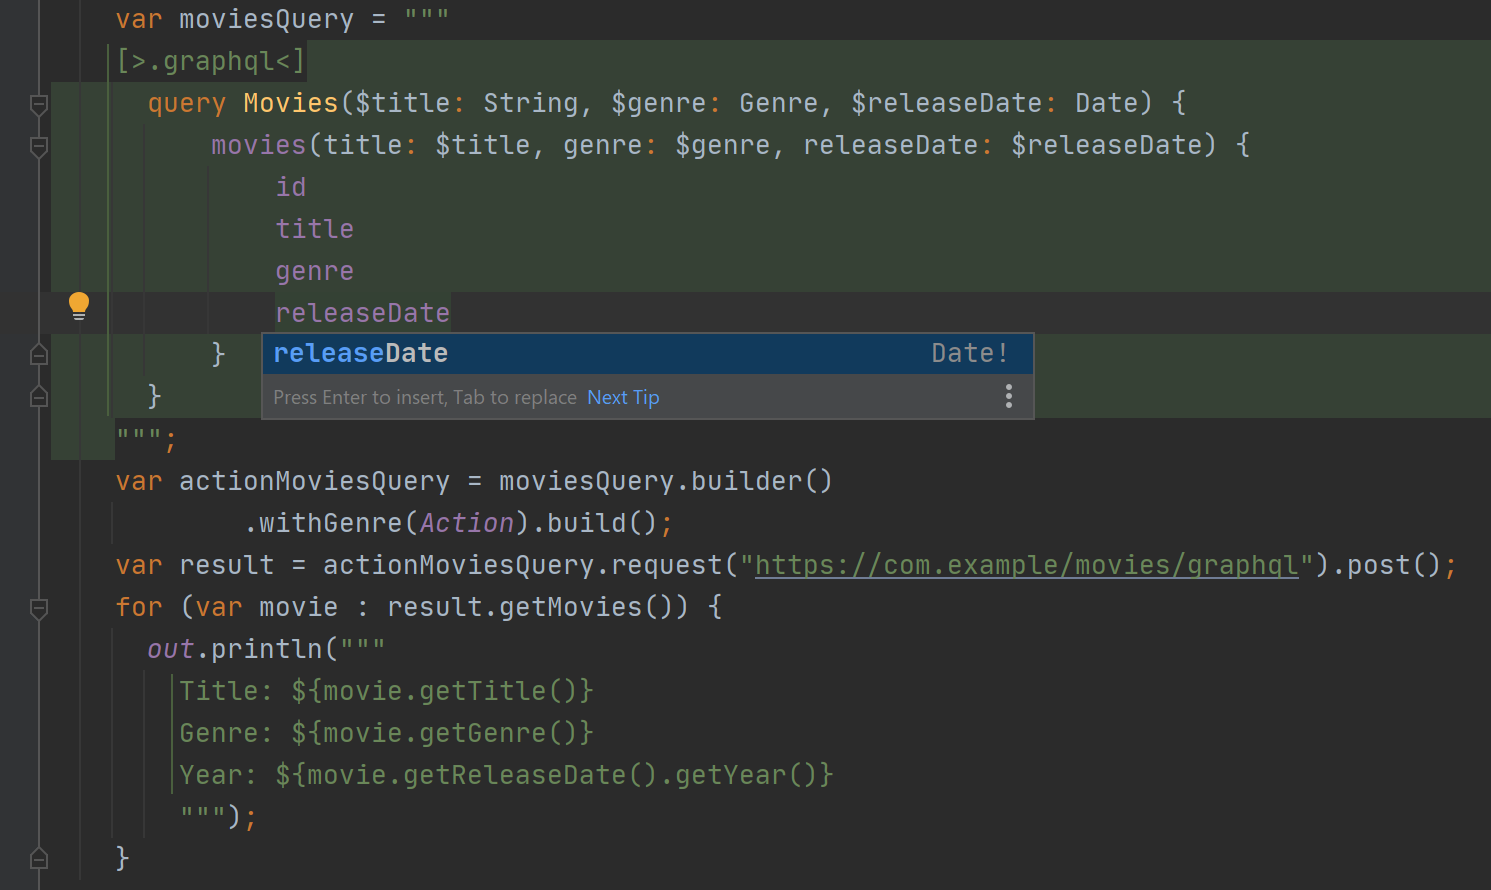 var moviesQuery = """
[>.graphql<]
query Movies($title: String, $genre: Genre, $releaseDate: Date) {
movies(title: $title, genre: $genre, releaseDate: $releaseDate) {
id
title
genre
releaseDate
}
releaseDate Date!
}
Press Enter to insert, Tab to replace Next Tip
""";
var actionMoviesQuery = moviesQuery.builder()
.withGenre(Action).build();
var result = actionMoviesQuery.request("https://com.example/movies/graphql").post();
for (var movie : result.getMovies()) {
out.println("""
Title: ${movie.getTitle()}
Genre: ${movie.getGenre()}
Year: ${movie.getReleaseDate().getYear()}
""");
}